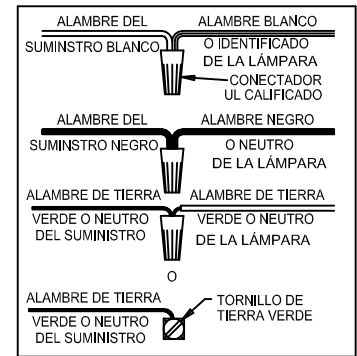 ALAMBRE DEL ALAMBRE BLANCO
SUMINSTRO BLANCO O IDENTIFICADO
DE LA LÁMPARA
CONECTADOR
UL CALIFICADO
ALAMBRE DEL ALAMBRE NEGRO
SUMINSTRO NEGRO O NEUTRO
DE LA LÁMPARA
ALAMBRE DE TIERRA ALAMBRE DE TIERRA
VERDE O NEUTRO VERDE O NEUTRO
DEL SUMINISTRO DE LA LÁMPARA
O
ALAMBRE DE TIERRA TORNILLO DE
VERDE O NEUTRO TIERRA VERDE
DEL SUMINISTRO